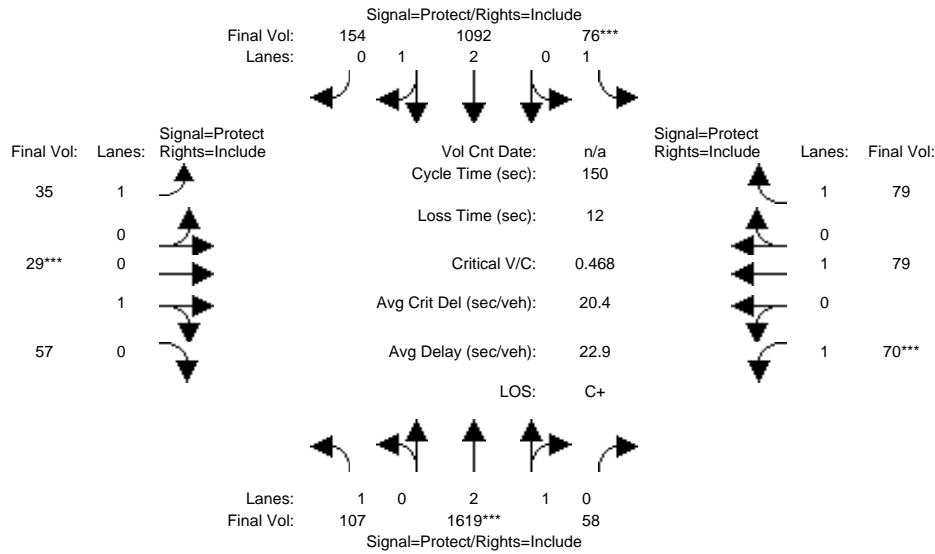 Signal=Protect/Rights=Include
Final Vol: 154 1092 76***
Lanes: 0 1 2 0 1
Signal=Protect
Final Vol: Lanes: Rights=Include
Vol Cnt Date: n/a
Signal=Protect
Rights=Include Lanes: Final Vol:
Cycle Time (sec): 150
35 1
1 79
Loss Time (sec): 12
0
0
29*** 0
Critical V/C: 0.468
1 79
1
Avg Crit Del (sec/veh): 20.4
0
57 0
Avg Delay (sec/veh): 22.9
1 70***
LOS: C+
Lanes: 1 0 2 1 0
Final Vol: 107 1619*** 58
Signal=Protect/Rights=Include